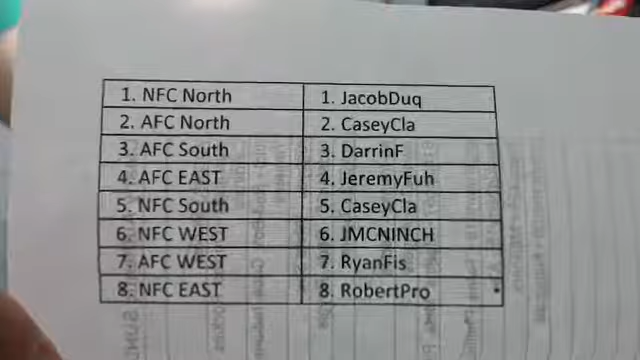 1. NFC North 1. JacobDuq
2. AFC North 2. CaseyCla
3. AFC South 3. DarrinF
4. AFC EAST 4. JeremyFuh
5. NFC South 5. CaseyCla
6. NFC WEST 6. JMCNINCH
7. AFC WEST 7. RyanFis
8. NFC EAST 8. RobertPro